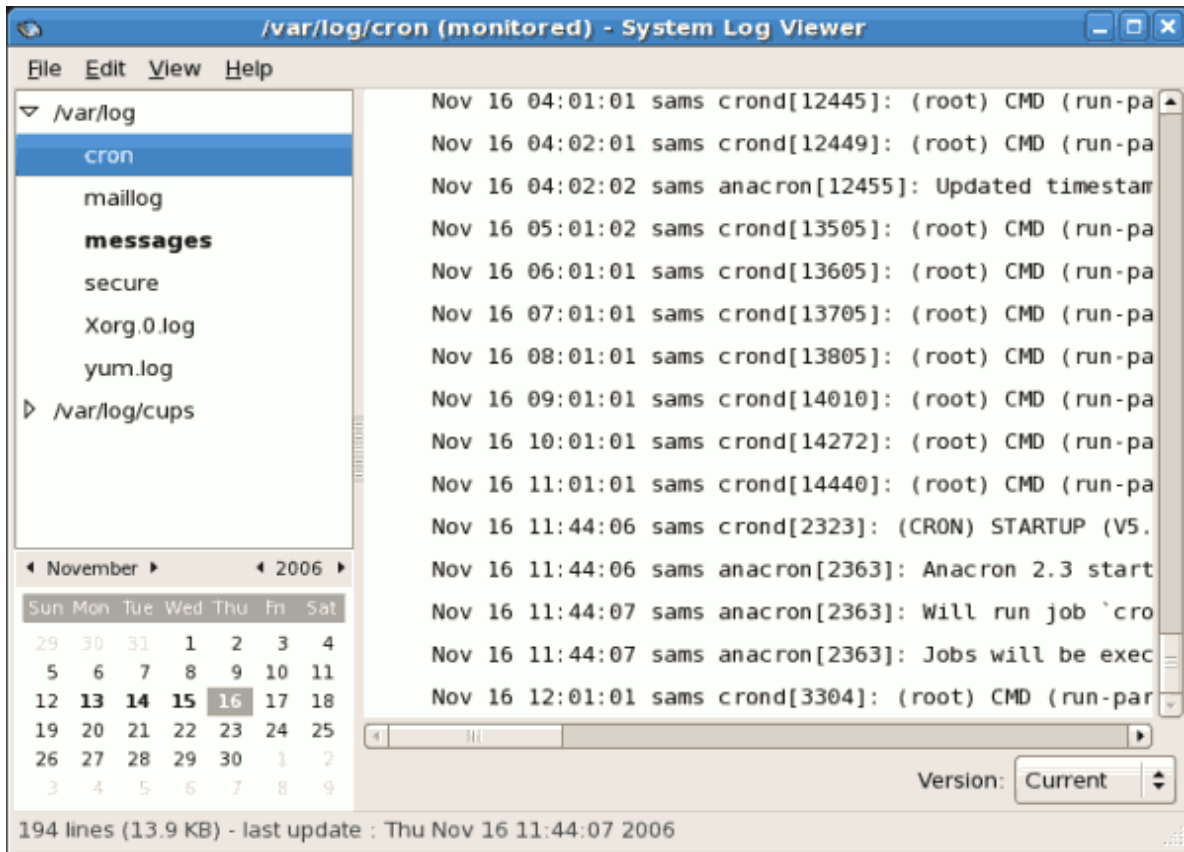 /var/log/cron (monitored) - System Log Viewer
File Edit View Help
/var/log
cron
maillog
messages
secure
Xorg.0.log
yum.log
/var/log/cups
Nov 16 04:01:01 sams crond[12445]: (root) CMD (run-pa
Nov 16 04:02:01 sams crond[12449]: (root) CMD (run-pa
Nov 16 04:02:02 sams anacron[12455]: Updated timestam
Nov 16 05:01:02 sams crond[13505]: (root) CMD (run-pa
Nov 16 06:01:01 sams crond[13605]: (root) CMD (run-pa
Nov 16 07:01:01 sams crond[13705]: (root) CMD (run-pa
Nov 16 08:01:01 sams crond[13805]: (root) CMD (run-pa
Nov 16 09:01:01 sams crond[14010]: (root) CMD (run-pa
Nov 16 10:01:01 sams crond[14272]: (root) CMD (run-pa
Nov 16 11:01:01 sams crond[14440]: (root) CMD (run-pa
Nov 16 11:44:06 sams crond[2323]: (CRON) STARTUP (V5.
Nov 16 11:44:06 sams anacron[2363]: Anacron 2.3 start
Nov 16 11:44:07 sams anacron[2363]: Will run job `cro
Nov 16 11:44:07 sams anacron[2363]: Jobs will be exec
Nov 16 12:01:01 sams crond[3304]: (root) CMD (run-par
November 2006
Sun Mon Tue Wed Thu Fri Sat
29 30 31 1 2 3 4
5 6 7 8 9 10 11
12 13 14 15 16 17 18
19 20 21 22 23 24 25
26 27 28 29 30 1 2
3 4 5 6 7 8 9
Version: Current
194 lines (13.9 KB) - last update : Thu Nov 16 11:44:07 2006